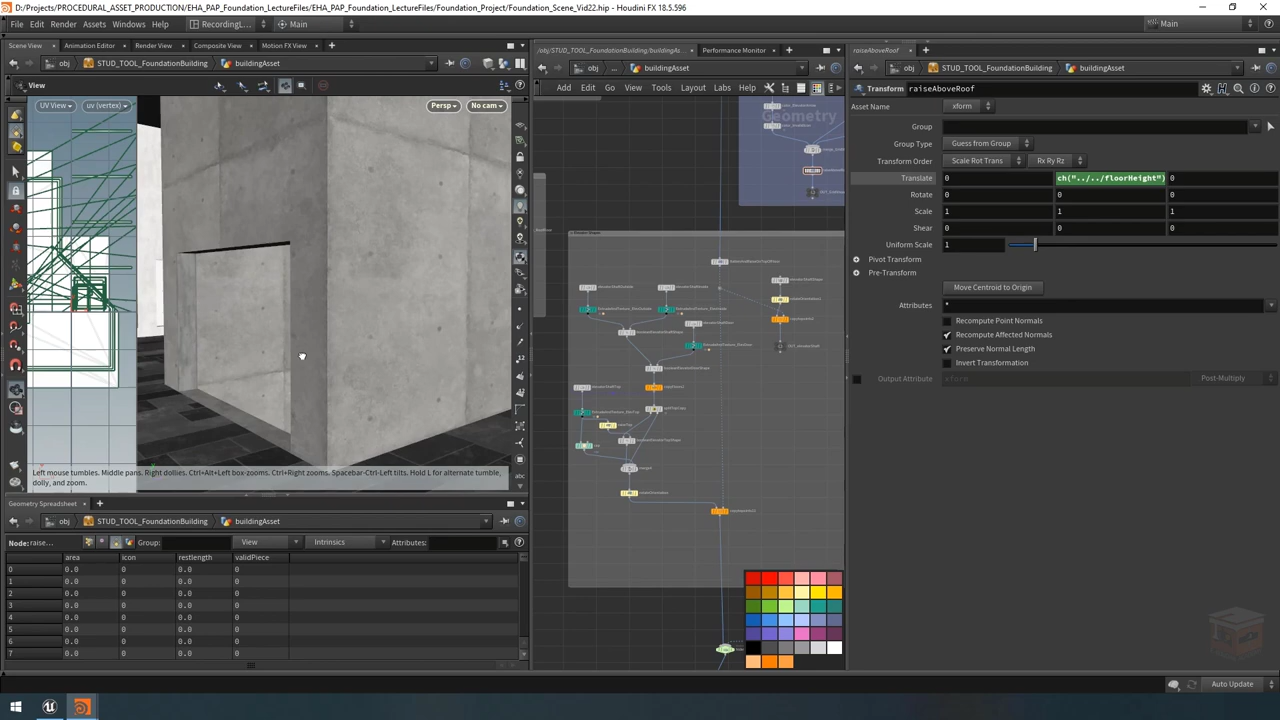 D:/Projects/PROCEDURAL_ASSET_PRODUCTION/EHA_PAP_Foundation_LectureFiles/EHA_PAP_Foundation_LectureFiles/Foundation_Project/Foundation_Scene_Vid22.hip - Houdini FX 18.5.596
File Edit Render Assets Windows Help RecordingL... Main Main
Scene View Animation Editor Render View Composite View Motion FX View
obj STUD_TOOL_FoundationBuilding buildingAsset
View
UV View uv (vertex) Persp No cam
Left mouse tumbles. Middle pans. Right dollies. Ctrl+Alt+Left box-zooms. Ctrl+Right zooms. Spacebar-Ctrl-Left tilts. Hold L for alternate tumble,
dolly, and zoom.
Geometry Spreadsheet
obj STUD_TOOL_FoundationBuilding buildingAsset
Node: raise... Group: View Intrinsics Attributes:
area icon restlength validPiece
0 0.0 0 0.0 0
1 0.0 0 0.0 0
2 0.0 0 0.0 0
3 0.0 0 0.0 0
4 0.0 0 0.0 0
5 0.0 0 0.0 0
6 0.0 0 0.0 0
7 0.0 0 0.0 0
/obj/STUD_TOOL_FoundationBuilding/buildingAs... Performance Monitor
obj ... buildingAsset
Add Edit Go View Tools Layout Labs Help
Geometry
raiseAboveRoof
obj STUD_TOOL_FoundationBuilding buildingAsset
Transform raiseAboveRoof
Asset Name xform
Group
Group Type Guess from Group
Transform Order Scale Rot Trans Rx Ry Rz
Translate 0 ch("../../floorHeight") 0
Rotate 0 0 0
Scale 1 1 1
Shear 0 0 0
Uniform Scale 1
Pivot Transform
Pre-Transform
Move Centroid to Origin
Attributes *
Recompute Point Normals
Recompute Affected Normals
Preserve Normal Length
Invert Transformation
Output Attribute xform Post-Multiply
Auto Update